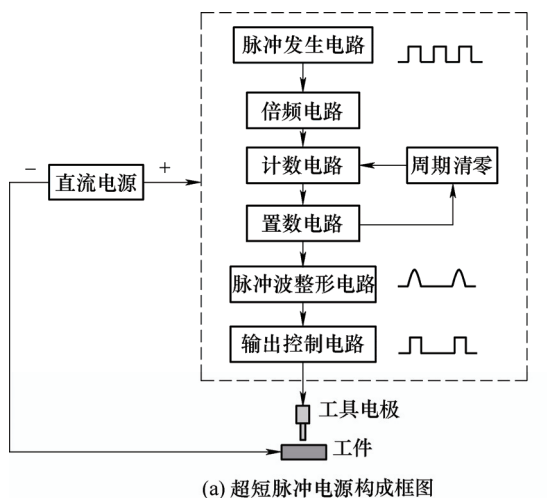 脉冲发生电路
倍频电路
计数电路
周期清零
− 直流电源 +
置数电路
脉冲波整形电路
输出控制电路
工具电极
工件
(a) 超短脉冲电源构成框图